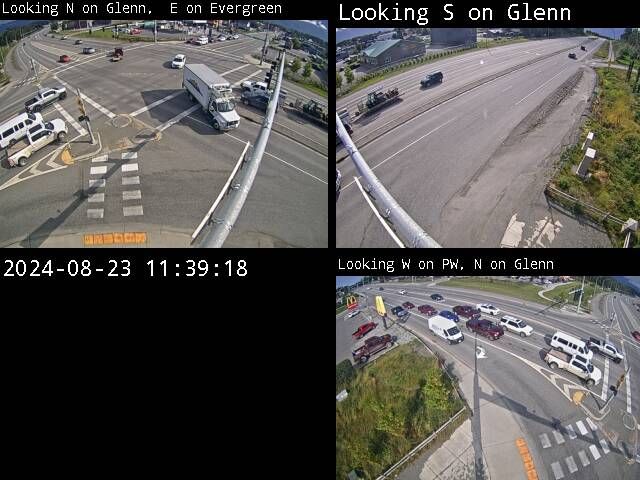 Looking N on Glenn, E on Evergreen
Looking S on Glenn
2024-08-23 11:39:18
Looking W on PW, N on Glenn